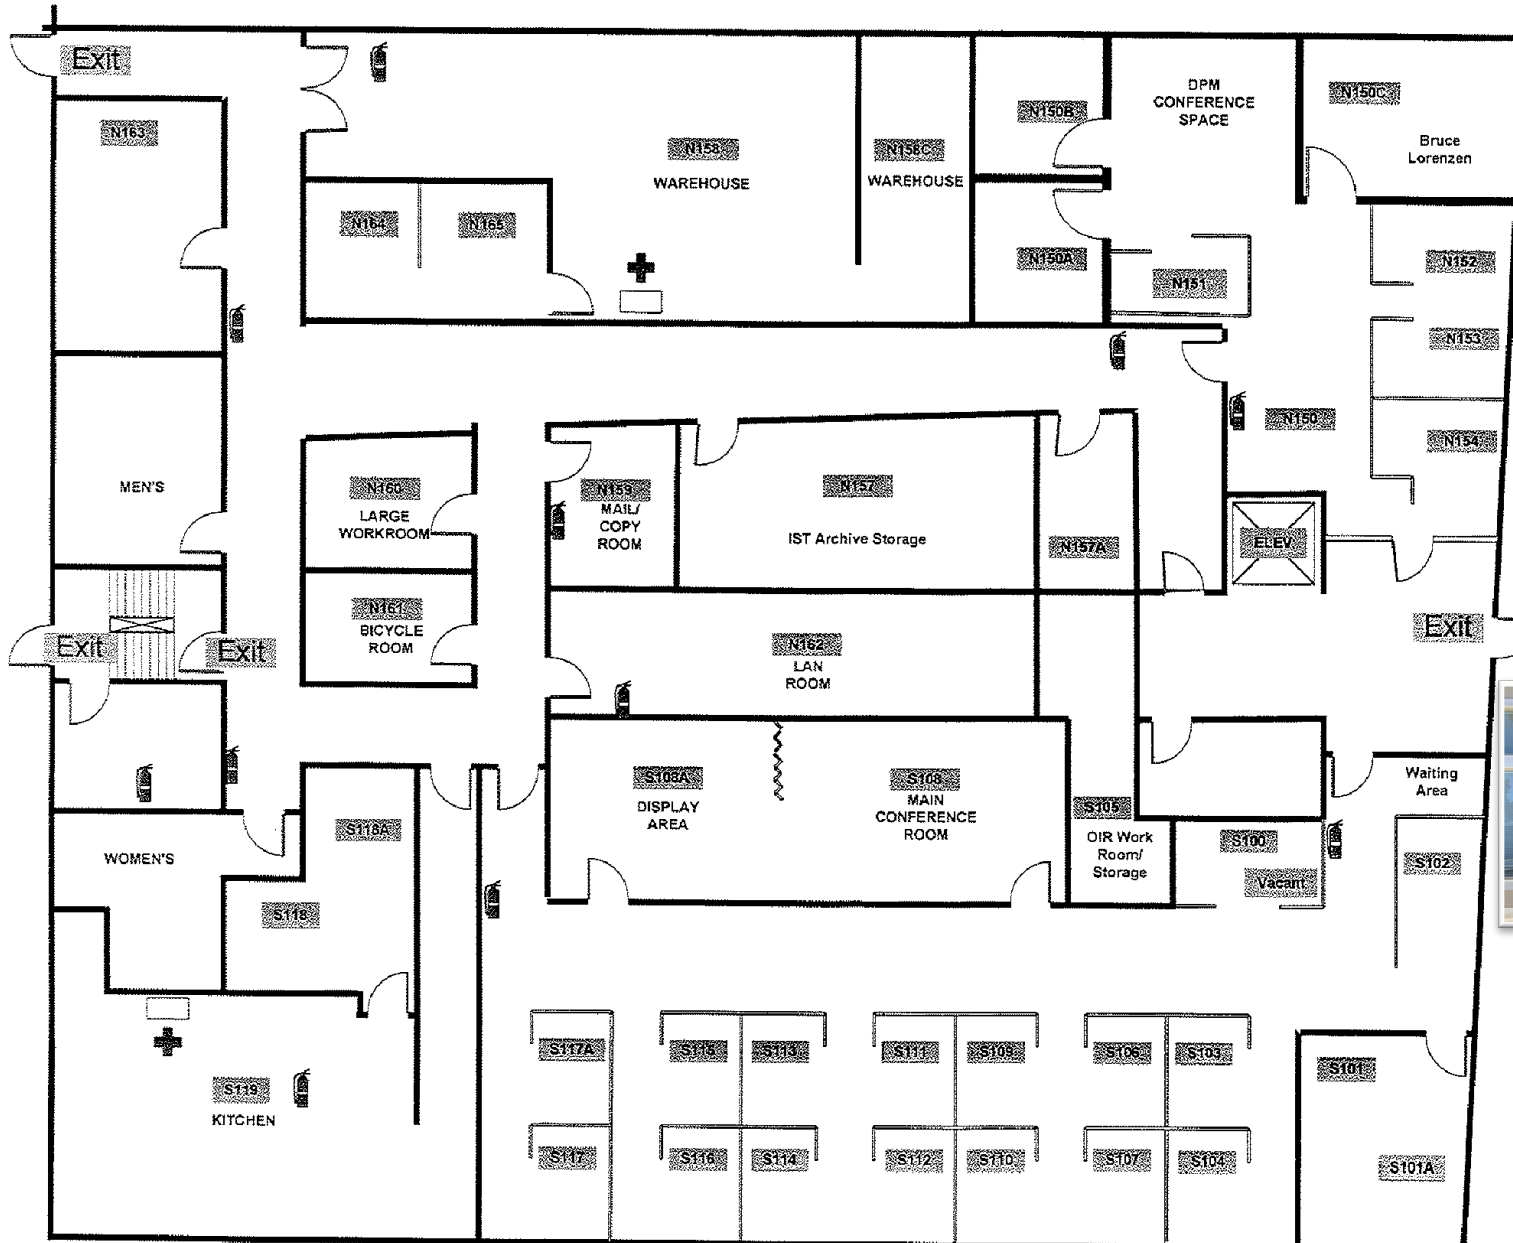 Exit
N163
N158
WAREHOUSE
N158C
WAREHOUSE
N150B
DPM
CONFERENCE
SPACE
N150C
Bruce
Lorenzen
N164
N165
N150A
N151
N152
N153
N150
N154
MEN'S
N160
LARGE
WORKROOM
N159
MAIL/
COPY
ROOM
N157
IST Archive Storage
N157A
ELEV
N161
BICYCLE
ROOM
Exit
Exit
N162
LAN
ROOM
Exit
S108A
DISPLAY
AREA
S108
MAIN
CONFERENCE
ROOM
S105
OIR Work
Room/
Storage
Waiting
Area
S100
Vacant
S102
S118A
WOMEN'S
S118
S119
KITCHEN
S117A
S115
S113
S111
S109
S106
S103
S101
S117
S116
S114
S112
S110
S107
S104
S101A